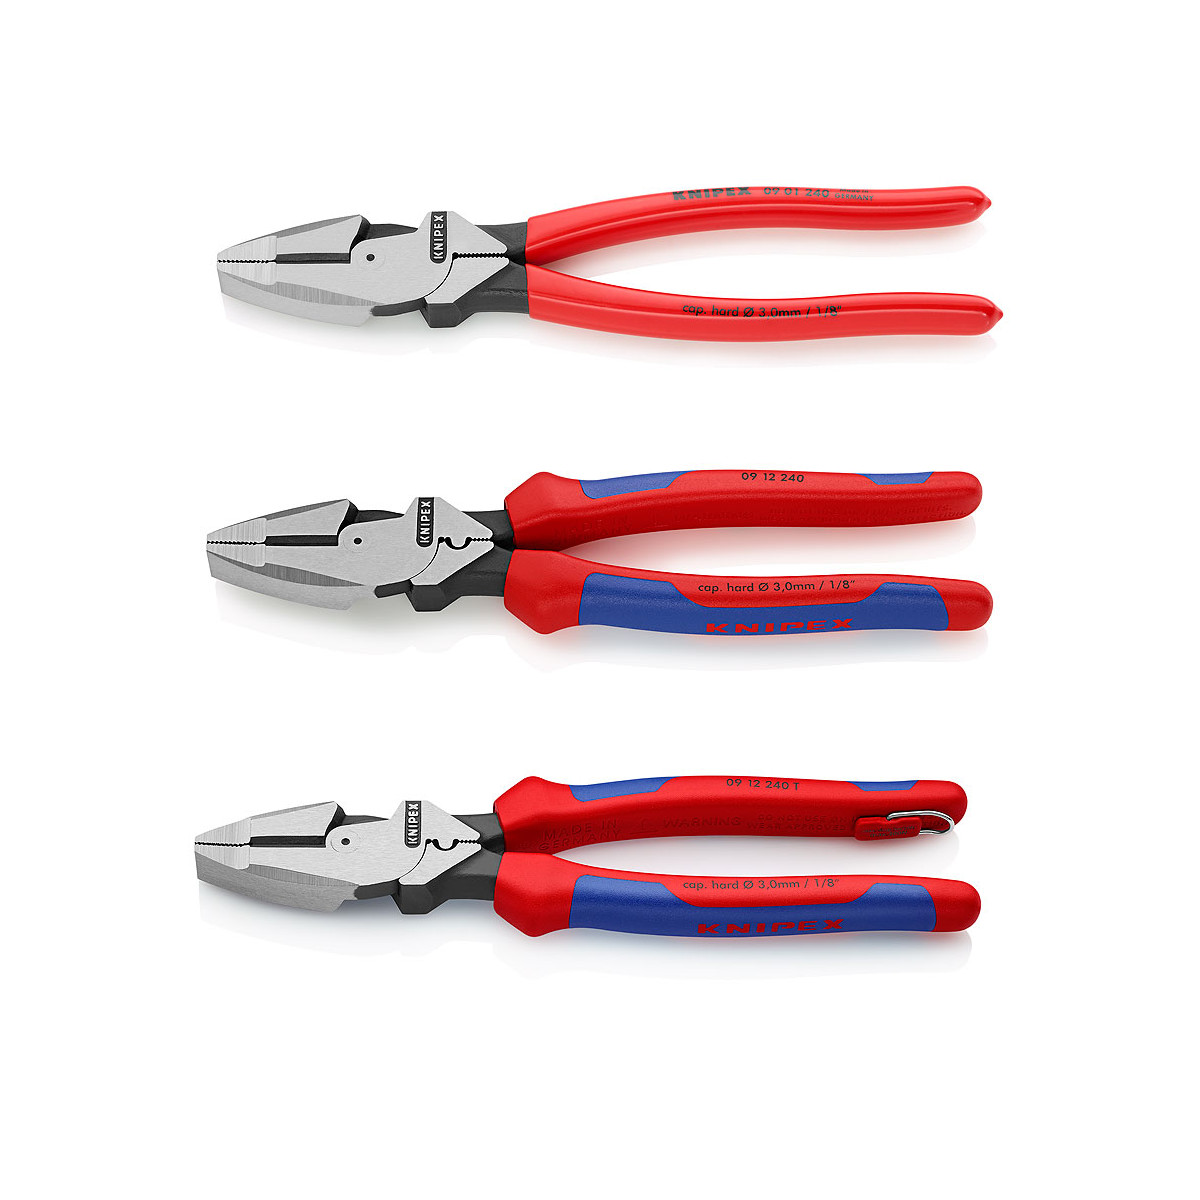 KNIPEX 09 01 240 MADE IN GERMANY
KNIPEX
cap. hard Ø 3,0mm / 1/8"
09 12 240
KNIPEX
cap. hard Ø 3,0mm / 1/8"
KNIPEX
09 12 240 T
KNIPEX
MADE IN
WARNING
cap. hard Ø 3,0mm / 1/8"
KNIPEX